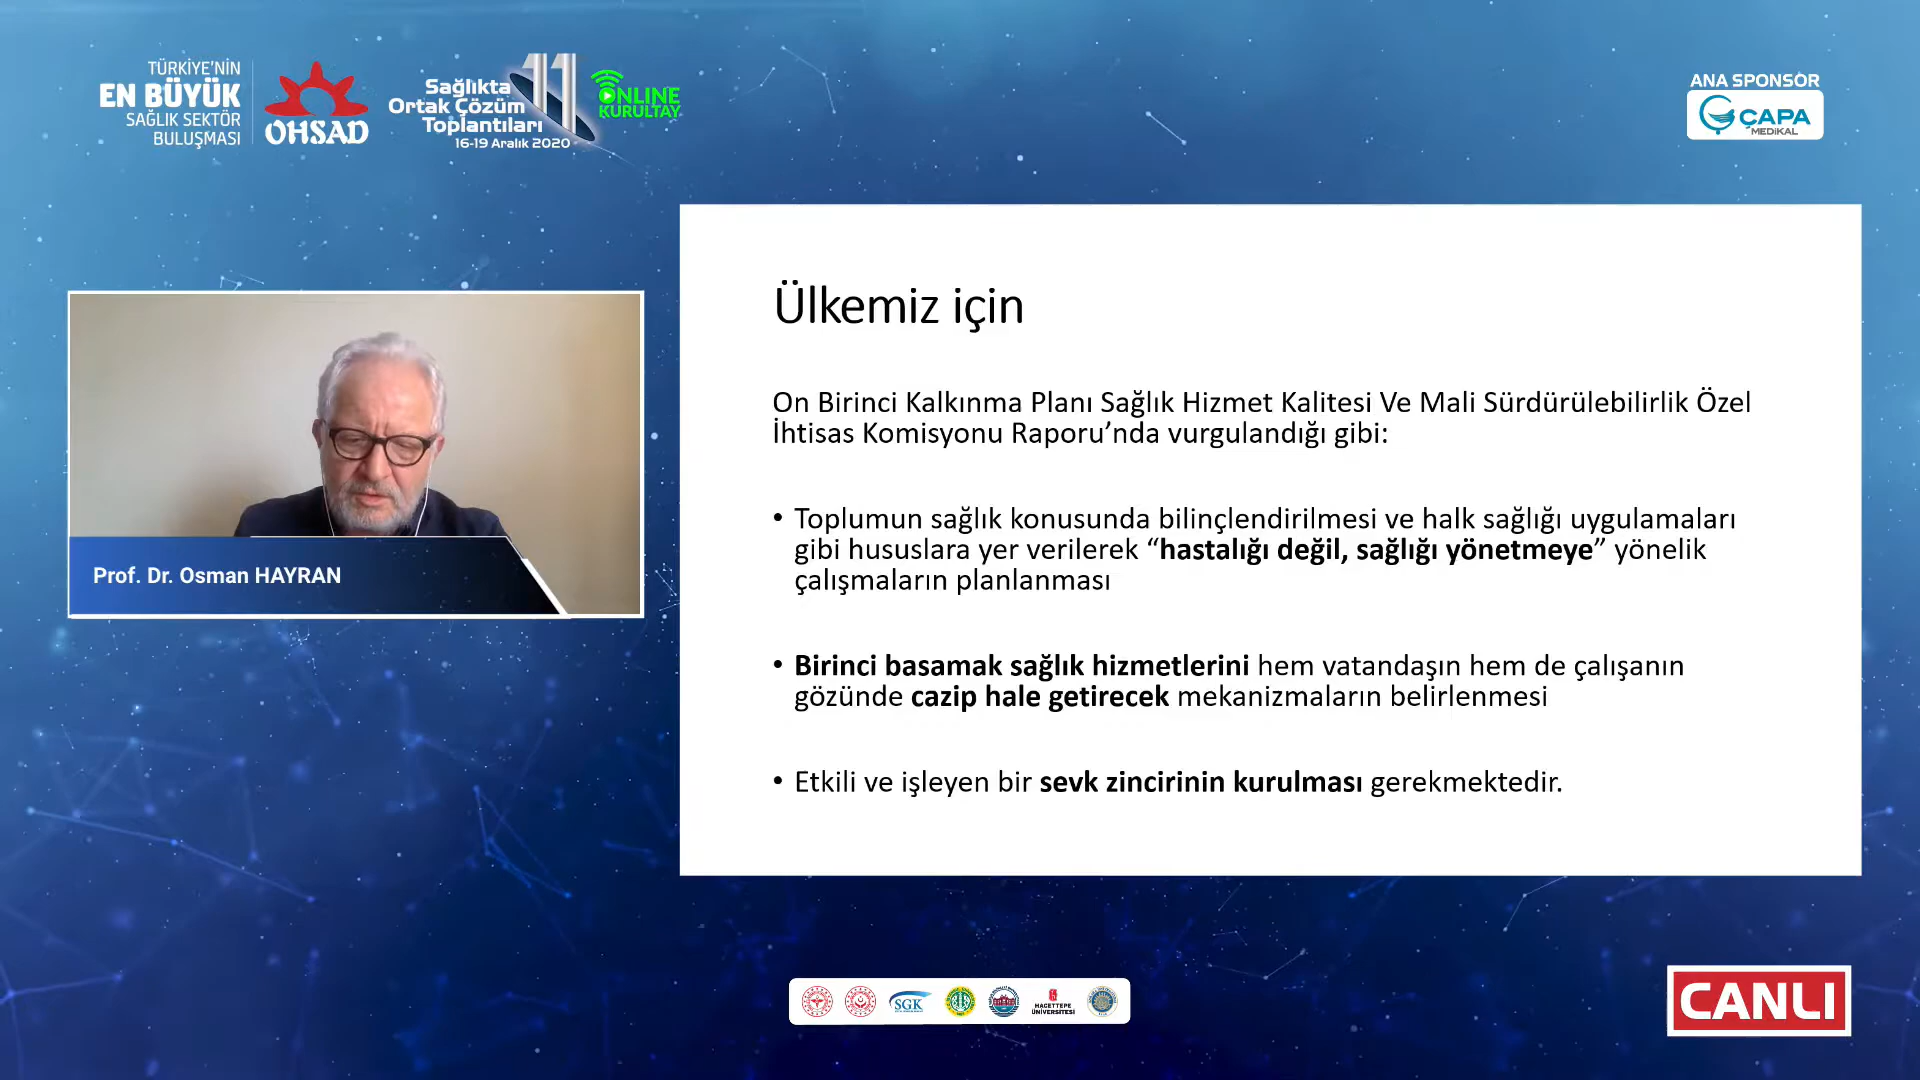 TÜRKİYE'NİN
EN BÜYÜK
SAĞLIK SEKTÖR
BULUŞMASI
OHSAD
Sağlıkta
Ortak Çözüm
Toplantıları
11
16-19 Aralık 2020
ONLINE
KURULTAY
ANA SPONSOR
ÇAPA
MEDİKAL
Prof. Dr. Osman HAYRAN
Ülkemiz için
On Birinci Kalkınma Planı Sağlık Hizmet Kalitesi Ve Mali Sürdürülebilirlik Özel
İhtisas Komisyonu Raporu’nda vurgulandığı gibi:
• Toplumun sağlık konusunda bilinçlendirilmesi ve halk sağlığı uygulamaları
gibi hususlara yer verilerek “hastalığı değil, sağlığı yönetmeye” yönelik
çalışmaların planlanması
• Birinci basamak sağlık hizmetlerini hem vatandaşın hem de çalışanın
gözünde cazip hale getirecek mekanizmaların belirlenmesi
• Etkili ve işleyen bir sevk zincirinin kurulması gerekmektedir.
SGK
HACETTEPE
ÜNİVERSİTESİ
CANLI